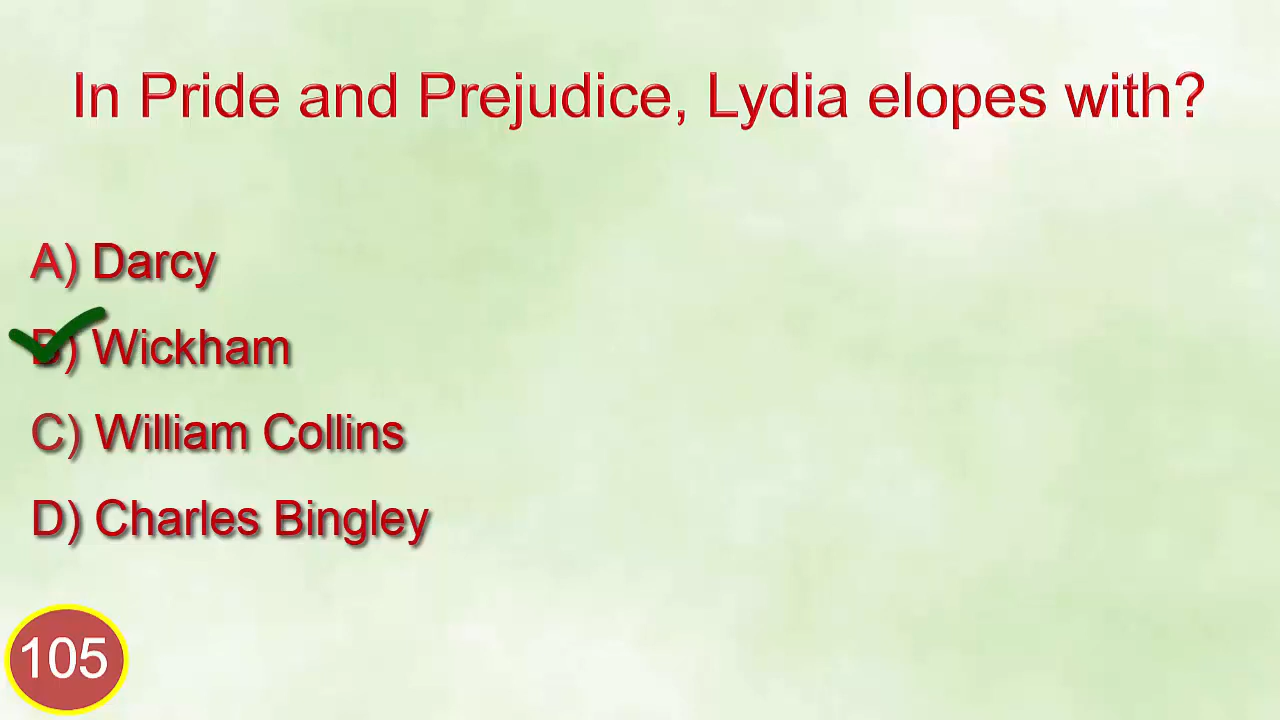 In Pride and Prejudice, Lydia elopes with?
A) Darcy
B) Wickham
C) William Collins
D) Charles Bingley
105